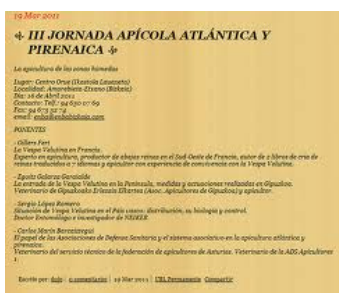 19 Mar 2011
III JORNADA APÍCOLA ATLÁNTICA Y
PIRENAICA
La apicultura de las zonas húmedas
Lugar: Centro Orue (Ikastola Lauaxeta)
Localidad: Amorebieta-Etxano (Bizkaia)
Dia: 16 de Abril 2011
Contacto: Telf.: 94 630 07 69
Fax: 94 673 52 74
email:
PONENTES
- Gilles Fert
La Vespa Velutina en Francia.
Experto en apicultura, productor de abejas reinas en el Sud-Oeste de Francia, autor de 2 libros de cría de
reinas traducidos a 7 idiomas y apicultor con experiencia de convivencia con la Vespa Velutina.
- Egoitz Galarza Garaialde
La entrada de la Vespa Velutina en la Península, medidas y actuaciones realizadas en Gipuzkoa.
Veterinario de Gipuzkoako Erlezain Elkartea (Asoc. Apicultores de Gipuzkoa) y apicultor.
- Sergio López Romero
Situación de Vespa Velutina en el País vasco: distribución, su biología y control.
Doctor Entomólogo e investigador de NEIKER
- Carlos Marín
El papel de las Asociaciones de Defensa Sanitaria y el sistema asociativo en la apicultura atlántica y
pirenaica.
Veterinario del servicio técnico de la federación de apicultores de Asturias. Veterinario de la ADS Apicultores
1.
Escrito por: | 0 comentarios | 19 Mar 2011 | URL Permanente Compartir